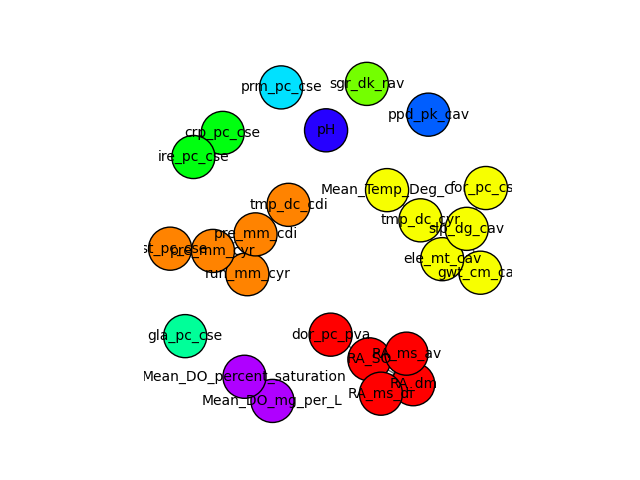 prm_pc_cse
sgr_dk_rav
ppd_pk_cav
pH
crp_pc_cse
ire_pc_cse
Mean_Temp_Deg_C
for_pc_cs
tmp_dc_cdi
tmp_dc_cyr
slp_dg_cav
pre_mm_cdi
st_pc_cse
pre_mm_cyr
ele_mt_cav
run_mm_cyr
gwt_cm_ca
gla_pc_cse
dor_pc_pva
RA_SO
RA_ms_av
Mean_DO_percent_saturation
RA_dm
RA_ms_di
Mean_DO_mg_per_L